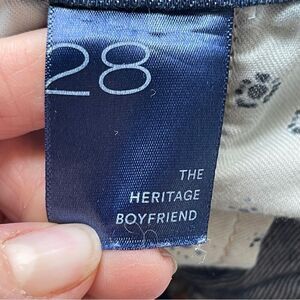 28
THE
HERITAGE
BOYFRIEND